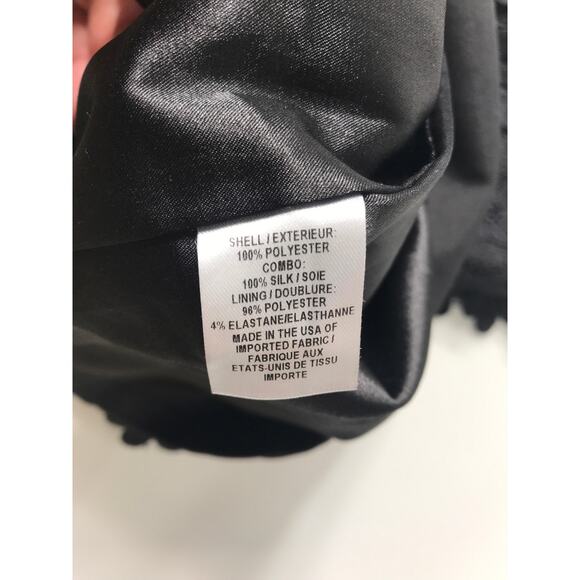 SHELL / EXTERIEUR:
100% POLYESTER
COMBO:
100% SILK / SOIE
LINING / DOUBLURE:
96% POLYESTER
4% ELASTANE/ELASTHANNE
MADE IN THE USA OF
IMPORTED FABRIC /
FABRIQUE AUX
ETATS-UNIS DE TISSU
IMPORTE